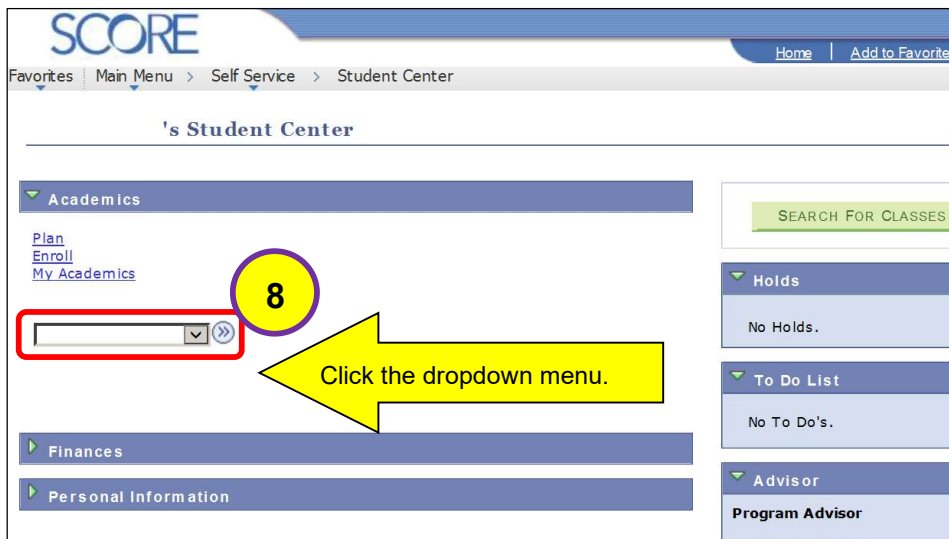 SCORE
Home | Add to Favorite
Favorites Main Menu > Self Service > Student Center
's Student Center
Academics
SEARCH FOR CLASSES
Plan
Enroll
My Academics
8
Holds
No Holds.
Click the dropdown menu.
To Do List
No To Do's.
Finances
Personal Information
Advisor
Program Advisor